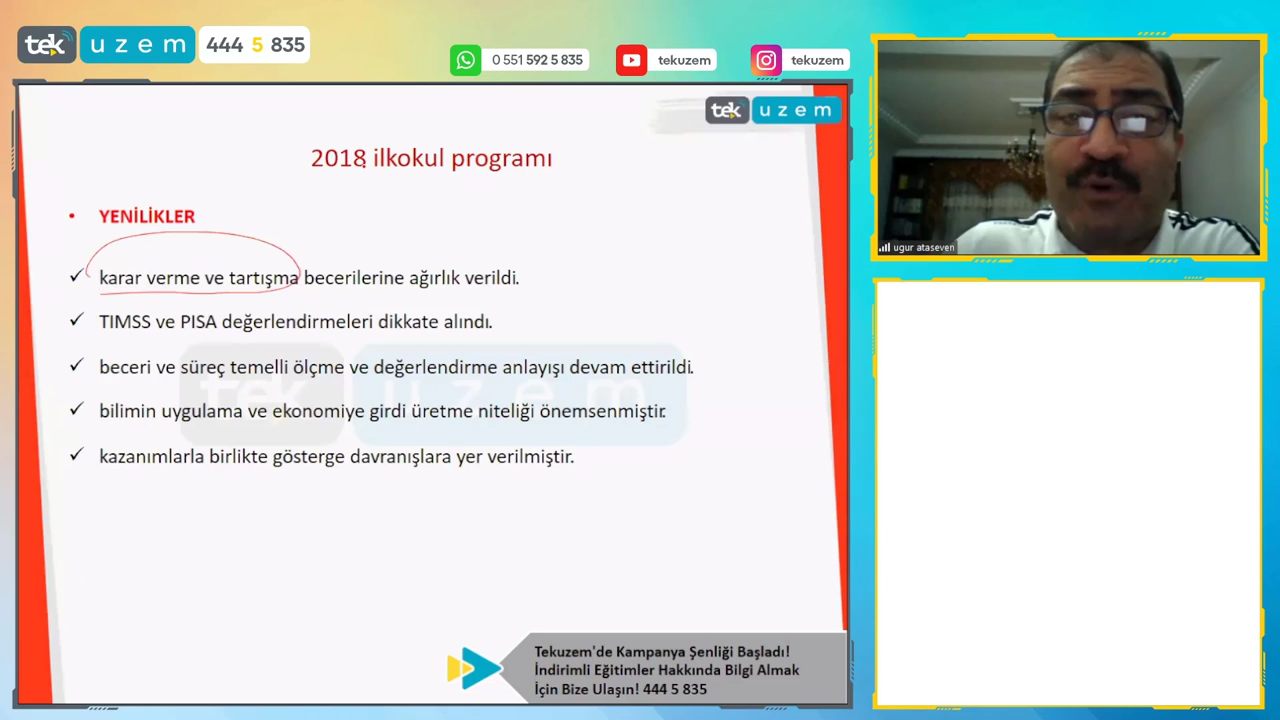 tek uzem 444 5 835
0 551 592 5 835
tekuzem
tekuzem
tek uzem
2018 ilkokul programı
• YENİLİKLER
✓ karar verme ve tartışma becerilerine ağırlık verildi.
✓ TIMSS ve PISA değerlendirmeleri dikkate alındı.
✓ beceri ve süreç temelli ölçme ve değerlendirme anlayışı devam ettirildi.
✓ bilimin uygulama ve ekonomiye girdi üretme niteliği önemsenmiştir.
✓ kazanımlarla birlikte gösterge davranışlara yer verilmiştir.
tek uzem
Tekuzem'de Kampanya Şenliği Başladı!
İndirimli Eğitimler Hakkında Bilgi Almak
İçin Bize Ulaşın! 444 5 835
ugur ataseven